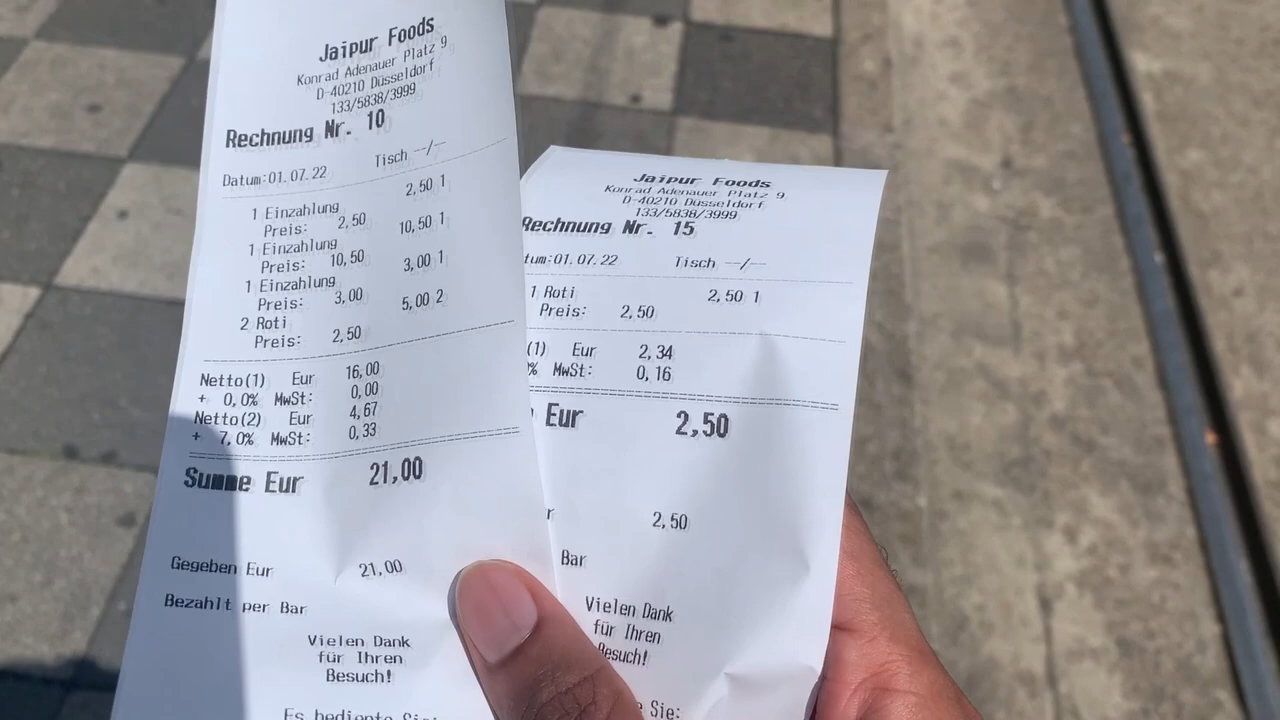 Jaipur Foods
Konrad Adenauer Platz 9
D-40210 Düsseldorf
133/5838/3999
Rechnung Nr. 10
Tisch --/--
Datum:01.07.22
2,50 1
1 Einzahlung
Preis: 2,50
10,50 1
1 Einzahlung
Preis: 10,50
3,00 1
1 Einzahlung
Preis: 3,00
5,00 2
2 Roti
Preis: 2,50
Netto(1) Eur 16,00
+ 0,0% MwSt: 0,00
Netto(2) Eur 4,67
+ 7,0% MwSt: 0,33
Summe Eur 21,00
Gegeben Eur 21,00
Bezahlt per Bar
Vielen Dank
für Ihren
Besuch!
Es bediente Sie:
Jaipur Foods
Konrad Adenauer Platz 9
D-40210 Düsseldorf
133/5838/3999
Rechnung Nr. 15
tum:01.07.22 Tisch --/--
1 Roti 2,50 1
Preis: 2,50
(1) Eur 2,34
% MwSt: 0,16
Eur 2,50
r 2,50
Bar
Vielen Dank
für Ihren
Besuch!
Sie: